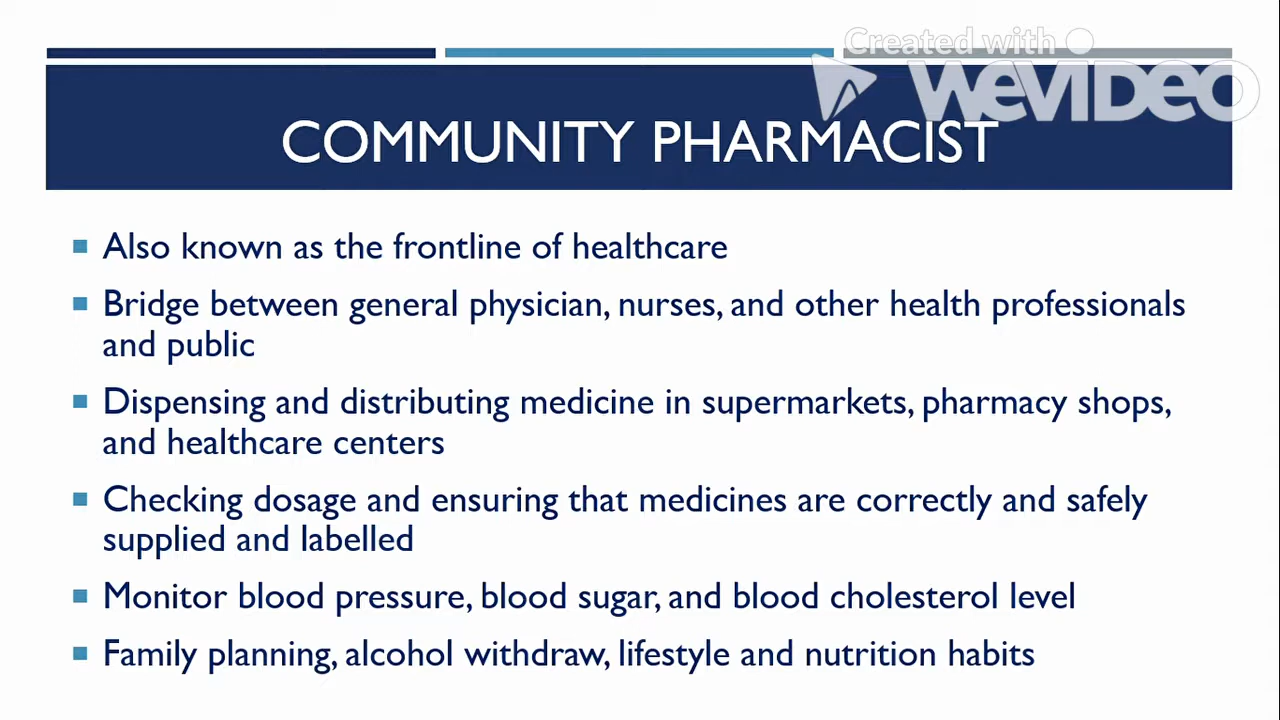 Created with
WEVIDEO
COMMUNITY PHARMACIST
Also known as the frontline of healthcare
Bridge between general physician, nurses, and other health professionals
and public
Dispensing and distributing medicine in supermarkets, pharmacy shops,
and healthcare centers
Checking dosage and ensuring that medicines are correctly and safely
supplied and labelled
Monitor blood pressure, blood sugar, and blood cholesterol level
Family planning, alcohol withdraw, lifestyle and nutrition habits